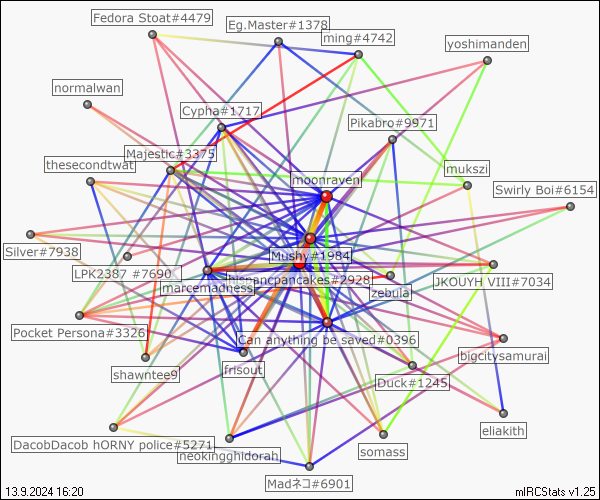 Fedora Stoat#4479
Eg.Master#1378
ming#4742
yoshimanden
normalwan
Cypha#1717
Pikabro#9971
thesecondtwat
Majestic#3375
mukszi
moonraven
Swirly Boi#6154
Silver#7938
Mushy#1984
LPK2387 #7690
marcemadness
hispancpancakes#2928
zebula
JKOUYH VIII#7034
Pocket Persona#3326
Can anything be saved#0396
bigcitysamurai
shawntee9
frisout
Duck#1245
eliakith
DacobDacob hORNY police#5271
neokingghidorah
somass
Madネコ#6901
13.9.2024 16:20
mIRCStats v1.25